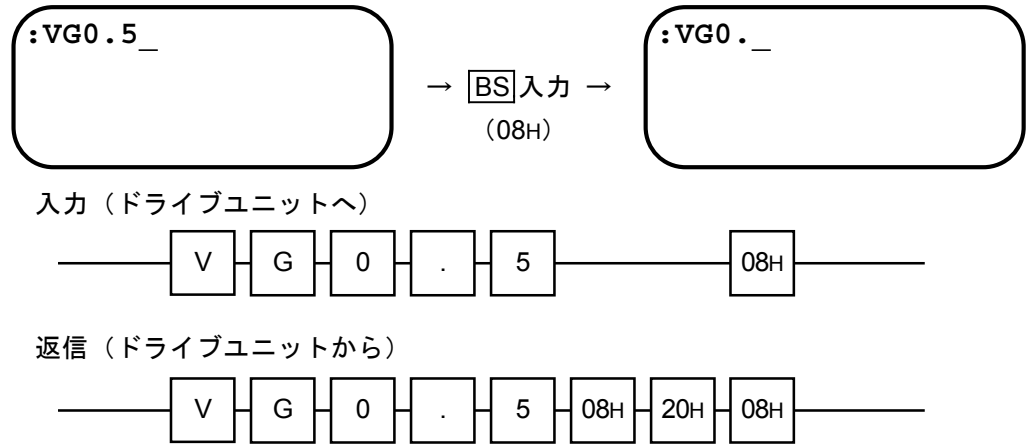 :VG0.5_
→ BS入力 →
(08H)
:VG0._
入力（ドライブユニットへ）
V G 0 . 5 08H
返信（ドライブユニットから）
V G 0 . 5 08H 20H 08H